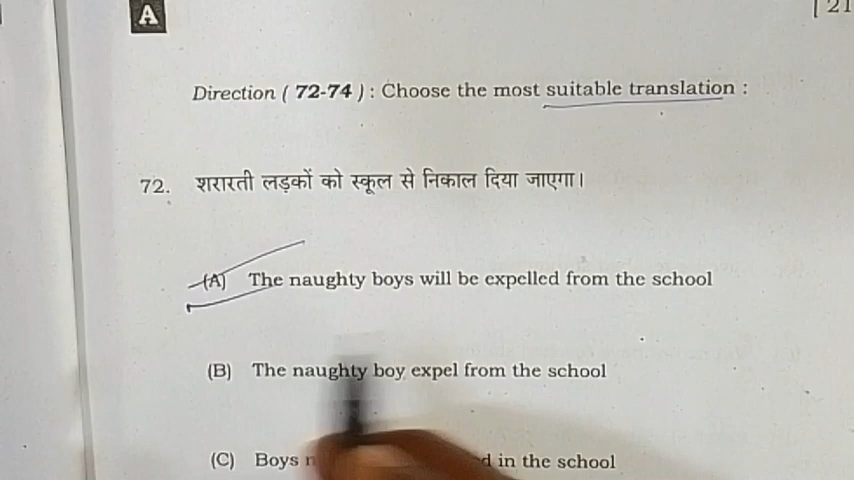 A
[ 21
Direction ( 72-74 ) : Choose the most suitable translation :
72. शरारती लड़कों को स्कूल से निकाल दिया जाएगा।
(A) The naughty boys will be expelled from the school
(B) The naughty boy expel from the school
(C) Boys in the school